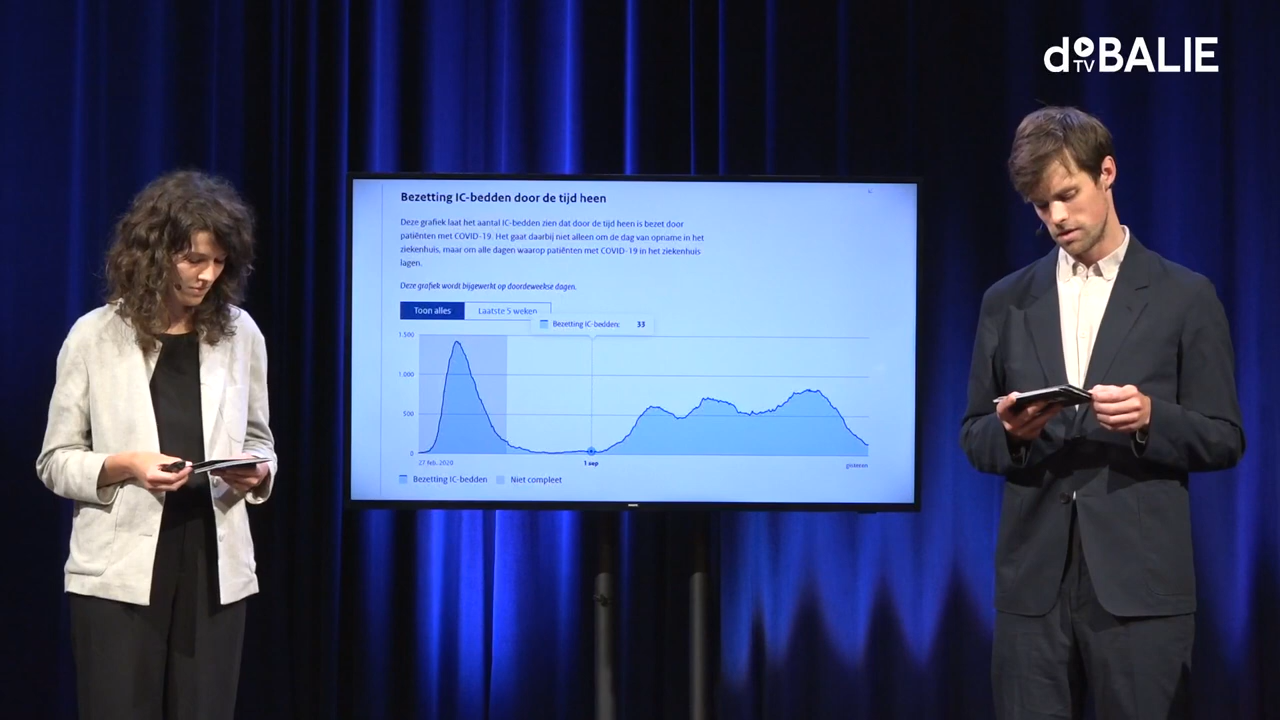 doBALIE
TV
Bezetting IC-bedden door de tijd heen
Deze grafiek laat het aantal IC-bedden zien dat door de tijd heen is bezet door
patiënten met COVID-19. Het gaat daarbij niet alleen om de dag van opname in het
ziekenhuis, maar om alle dagen waarop patiënten met COVID-19 in het ziekenhuis
lagen.
Deze grafiek wordt bijgewerkt op doordeweekse dagen.
Toon alles
Laatste 5 weken
Bezetting IC-bedden: 33
1.500
1.000
500
0
27 feb. 2020
1 sep
gisteren
Bezetting IC-bedden
Niet compleet